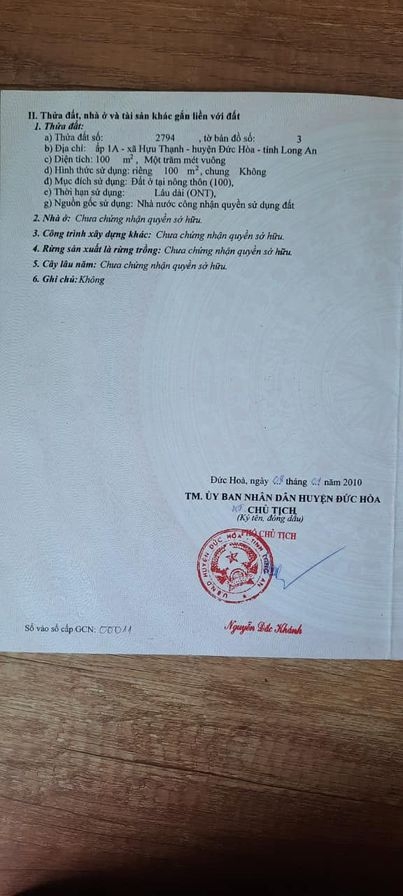 II. Thửa đất, nhà ở và tài sản khác gắn liền với đất
1. Thửa đất:
a) Thửa đất số: 2794 , tờ bản đồ số: 3
b) Địa chỉ: ấp 1A - xã Hựu Thạnh - huyện Đức Hòa - tỉnh Long An
c) Diện tích: 100 m², Một trăm mét vuông
d) Hình thức sử dụng: riêng 100 m², chung Không
đ) Mục đích sử dụng: Đất ở tại nông thôn (100),
e) Thời hạn sử dụng: Lâu dài (ONT),
g) Nguồn gốc sử dụng: Nhà nước công nhận quyền sử dụng đất
2. Nhà ở: Chưa chứng nhận quyền sở hữu.
3. Công trình xây dựng khác: Chưa chứng nhận quyền sở hữu.
4. Rừng sản xuất là rừng trồng: Chưa chứng nhận quyền sở hữu.
5. Cây lâu năm: Chưa chứng nhận quyền sở hữu.
6. Ghi chú: Không
Đức Hoà, ngày tháng 01 năm 2010
TM. ỦY BAN NHÂN DÂN HUYỆN ĐỨC HÒA
KT CHỦ TỊCH
(Ký tên, đóng dấu)
PHÓ CHỦ TỊCH
U.B.N.D HUYỆN ĐỨC HÒA T. LONG AN
Số vào sổ cấp GCN: 00011
Nguyễn Đắc Khánh